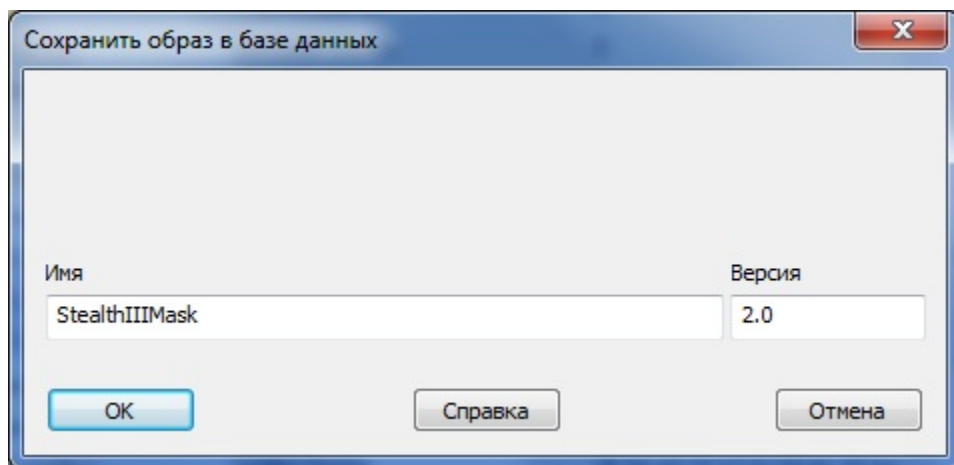 Сохранить образ в базе данных
Имя Версия
StealthIIIMask 2.0
OK Справка Отмена